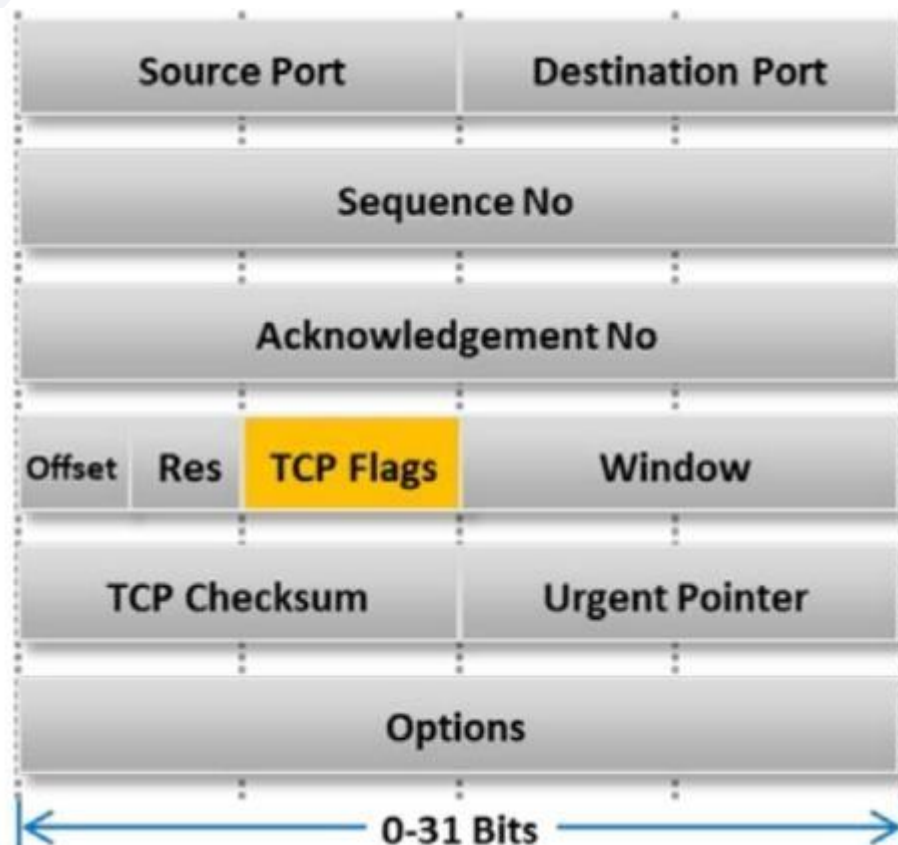 Source Port Destination Port
Sequence No
Acknowledgement No
Offset Res TCP Flags Window
TCP Checksum Urgent Pointer
Options
0-31 Bits